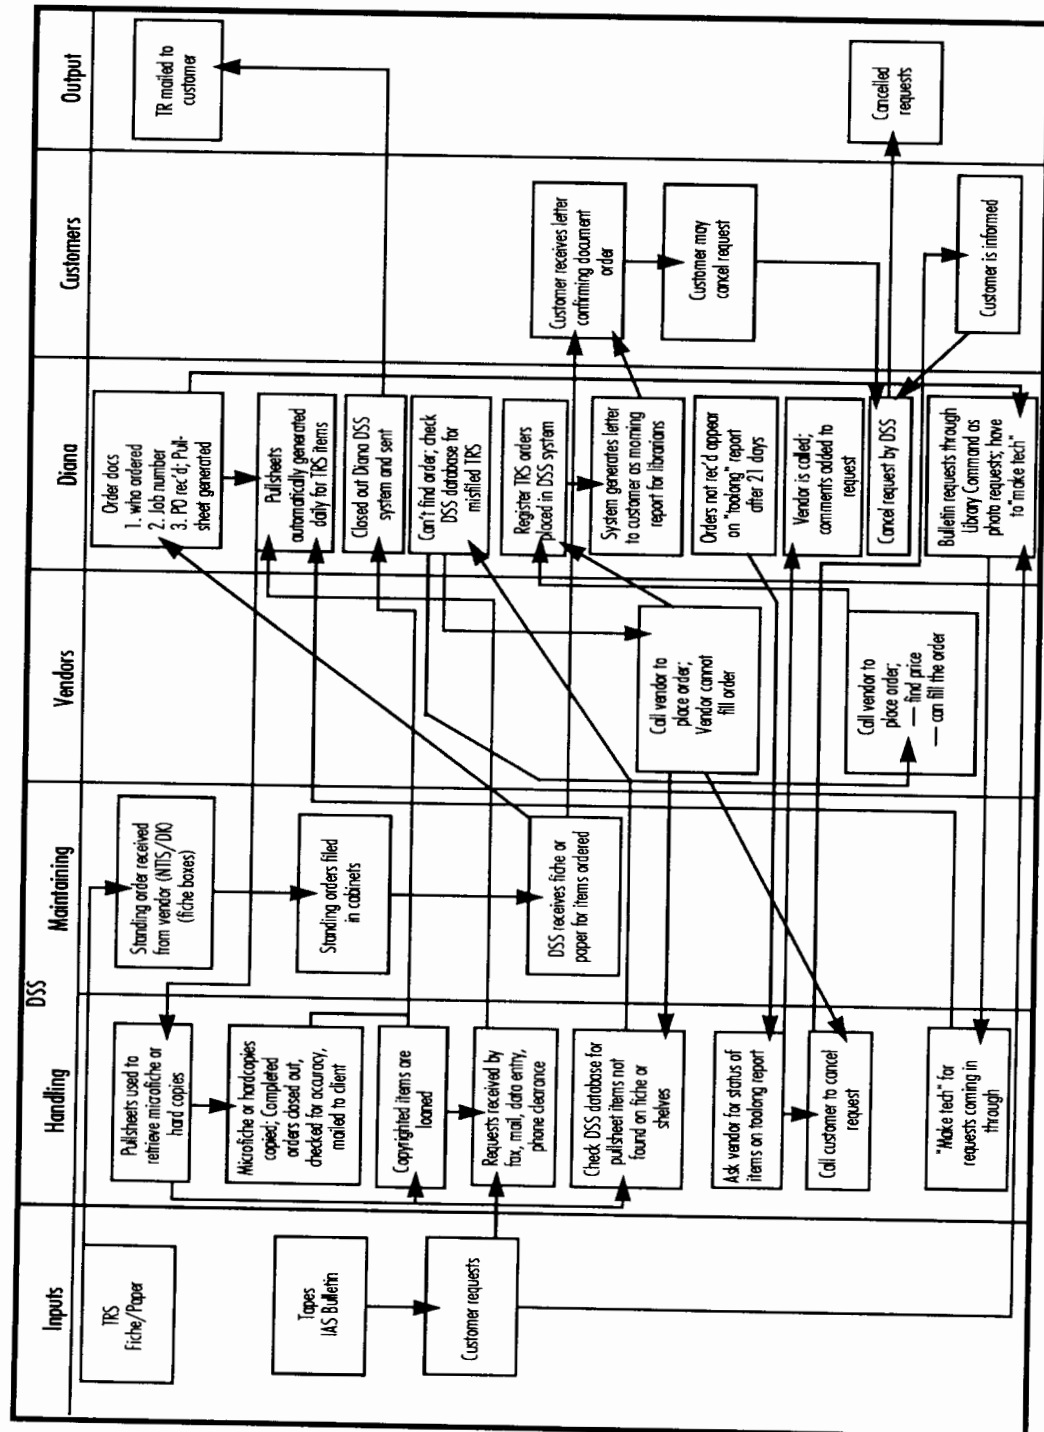 DSS
Inputs
Handling
Maintaining
Vendors
Diana
Customers
Output
TRS
Fiche/Paper
Tapes
IAS Bulletin
Customer requests
Pullsheets used to
retrieve microfiche or
hard copies
Microfiche or hardcopies
copied; Completed
orders closed out,
checked for accuracy,
mailed to client
Copyrighted items are
loaned
Requests received by
fax, mail, data entry,
phone clearance
Check DSS database for
pullsheet items not
found on fiche or
shelves
Ask vendor for status of
items on toolong report
Call customer to cancel
request
"Make tech" for
requests coming in
through
Standing order received
from vendor (NTIS/DK)
(fiche boxes)
Standing orders filed
in cabinets
DSS receives fiche or
paper for items ordered
Call vendor to
place order;
Vendor cannot
fill order
Call vendor to
place order;
— find price
— can fill the order
Order docs
1. who ordered
2. Job number
3. PO rec'd; Pull-
sheet generated
Pullsheets
automatically generated
daily for TRS items
Closed out Diana DSS
system and sent
Can't find order; check
DSS database for
misfiled TRS
Register TRS orders
placed in DSS system
System generates letter
to customer as morning
report for librarians
Orders not rec'd appear
on "toolong" report
after 21 days
Vendor is called;
comments added to
request
Cancel request by DSS
Bulletin requests through
Library Command as
photo requests; have
to"make tech"
Customer receives letter
confirming document
order
Customer may
cancel request
Customer is informed
TR mailed to
customer
Cancelled
requests